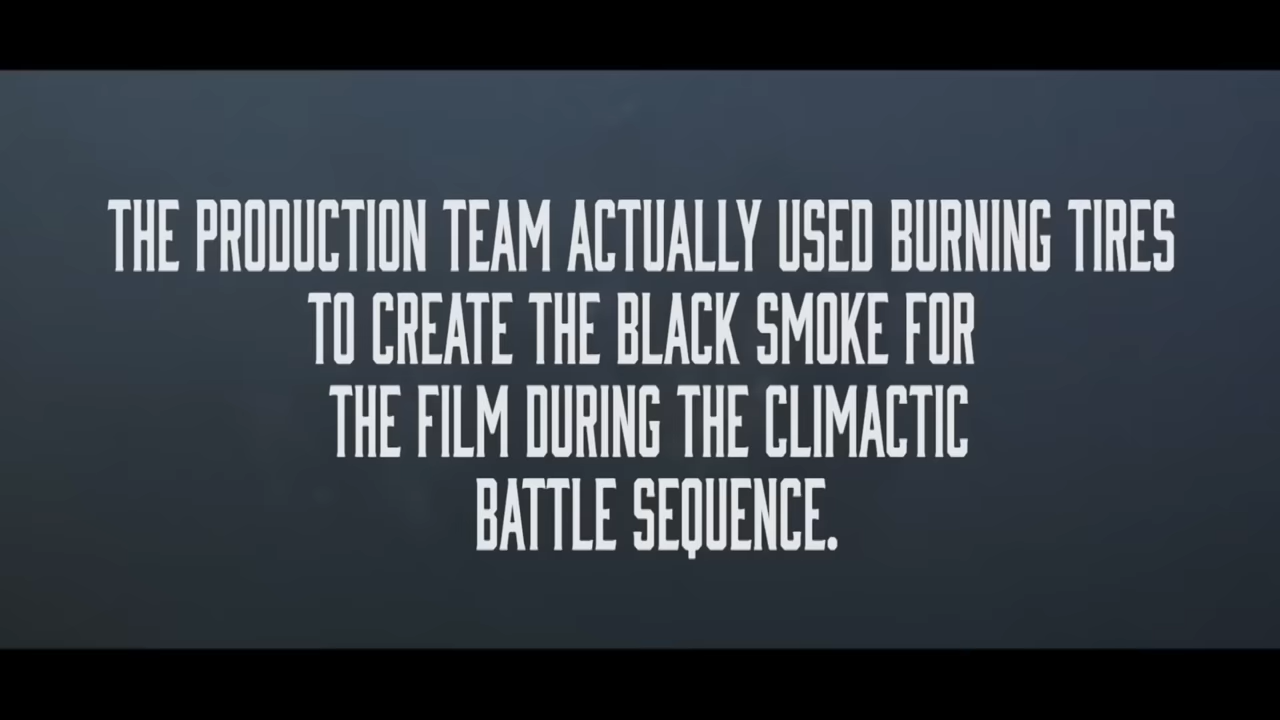 THE PRODUCTION TEAM ACTUALLY USED BURNING TIRES
TO CREATE THE BLACK SMOKE FOR
THE FILM DURING THE CLIMACTIC
BATTLE SEQUENCE.